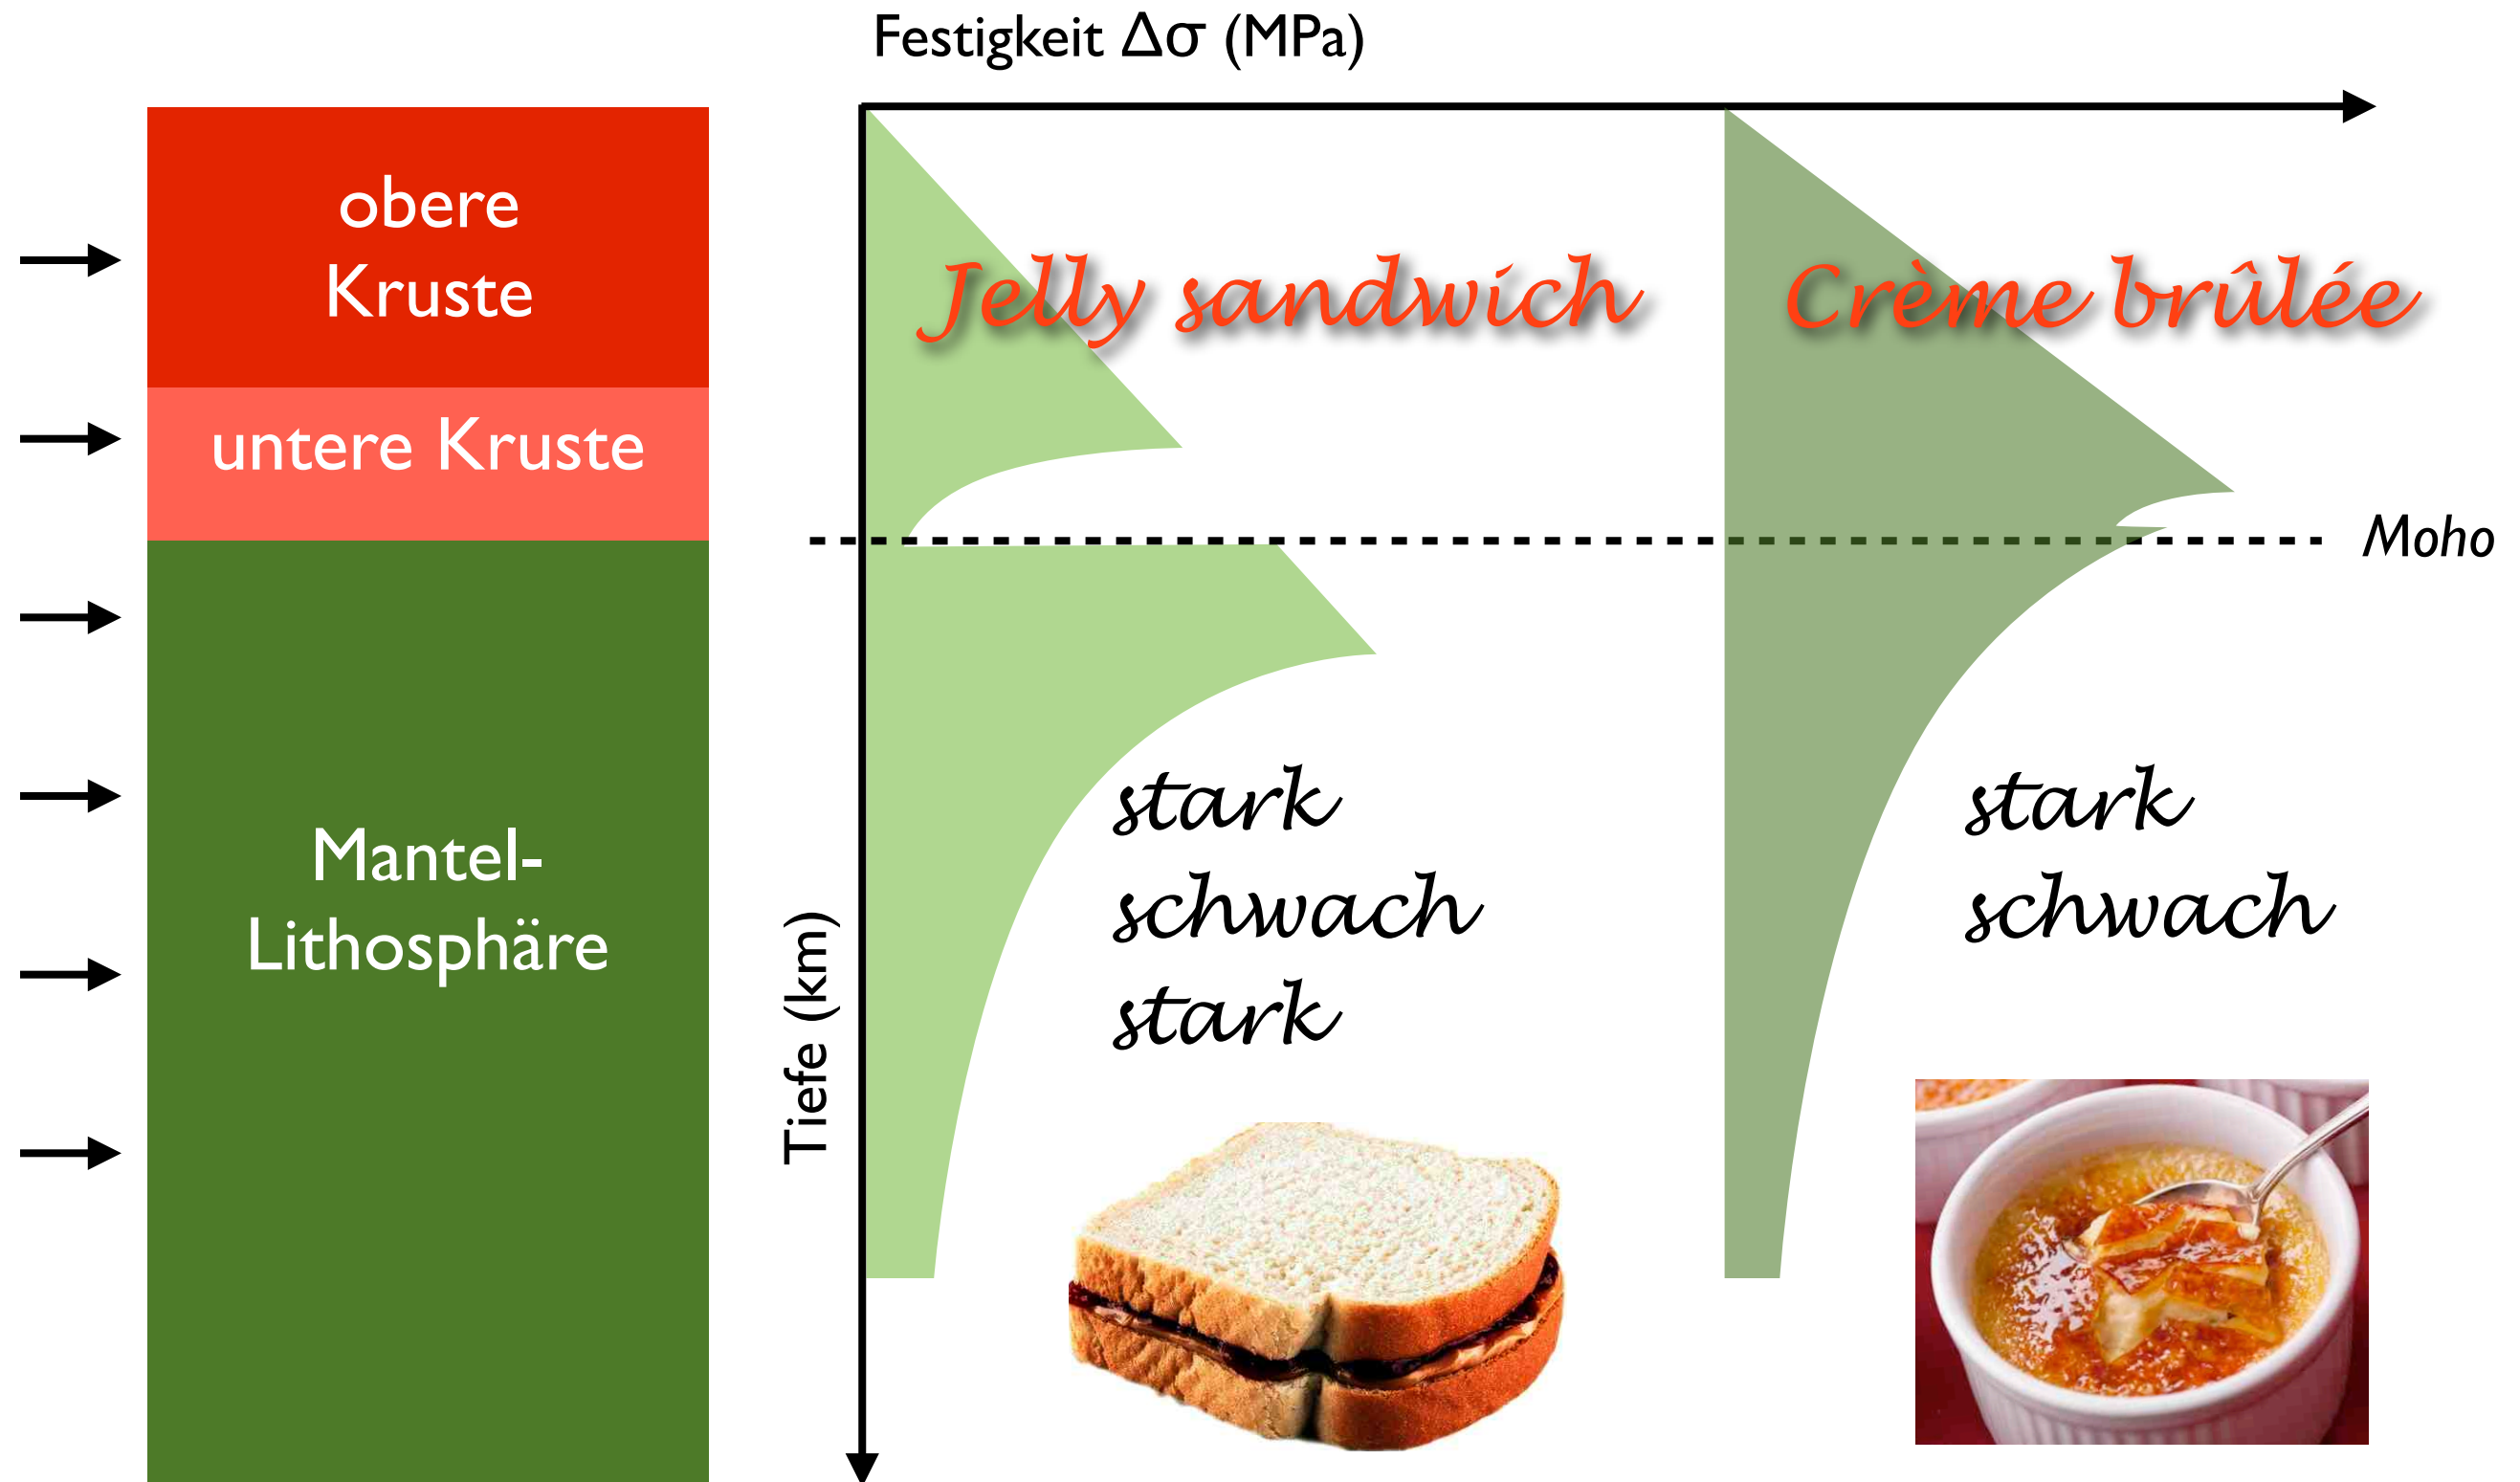 Festigkeit Δσ (MPa)
obere
Kruste
untere Kruste
Mantel-
Lithosphäre
Tiefe (km)
Jelly sandwich
Crème brûlée
Moho
stark
schwach
stark
stark
schwach